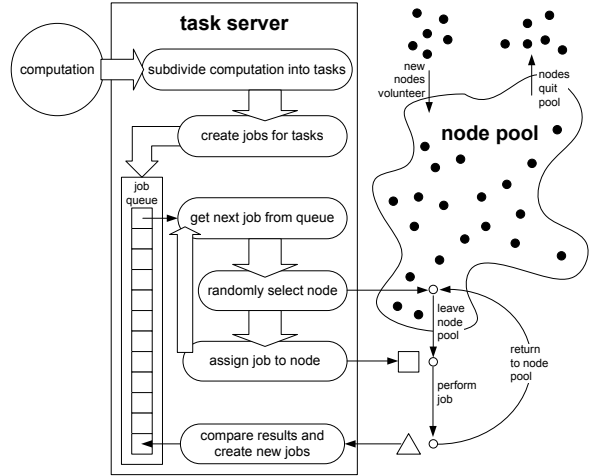 task server
computation
subdivide computation into tasks
create jobs for tasks
job
queue
get next job from queue
randomly select node
assign job to node
compare results and
create new jobs
new
nodes
volunteer
nodes
quit
pool
node pool
leave
node
pool
perform
job
return
to node
pool